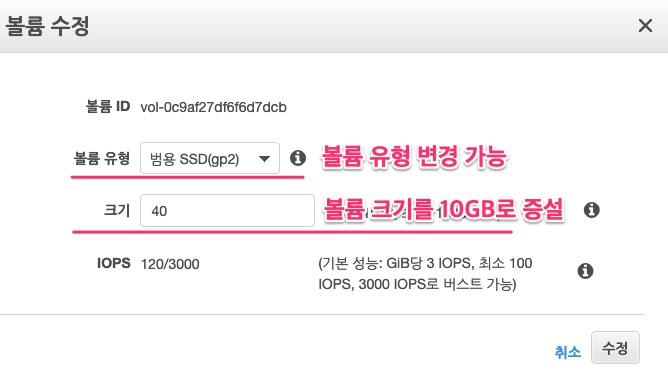 볼륨 수정
볼륨 ID vol-0c9af27df6f6d7dcb
볼륨 유형 범용 SSD(gp2) 볼륨 유형 변경 가능
크기 40 볼륨 크기를 10GB로 증설
IOPS 120/3000 (기본 성능: GiB당 3 IOPS, 최소 100
IOPS, 3000 IOPS로 버스트 가능)
취소 수정